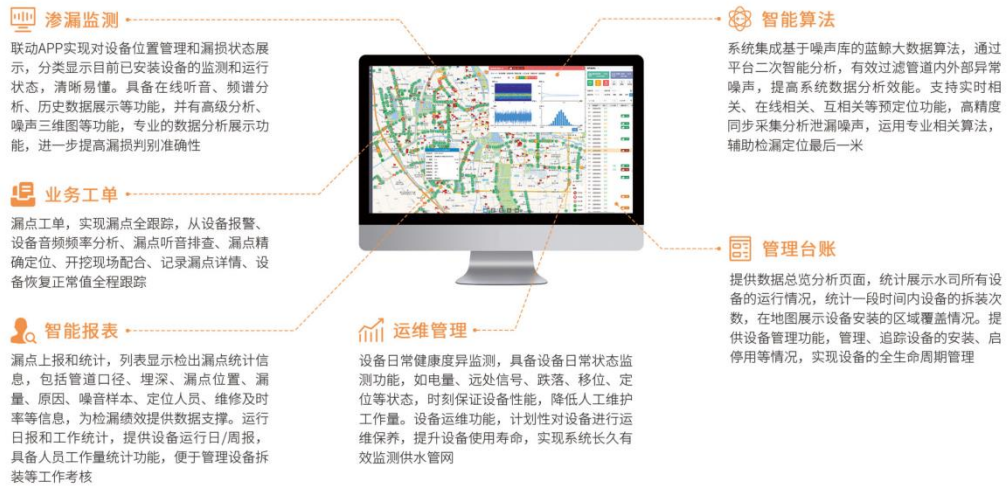 渗漏监测
联动APP实现对设备位置管理和漏损状态展
示，分类显示目前已安装设备的监测和运行
状态，清晰易懂。具备在线听音、频谱分
析、历史数据展示等功能，并有高级分析、
噪声三维图等功能，专业的数据分析展示功
能，进一步提高漏损判别准确性
业务工单
漏点工单，实现漏点全跟踪，从设备报警、
设备音频频率分析、漏点听音排查、漏点精
确定位、开挖现场配合、记录漏点详情、设
备恢复正常值全程跟踪
智能报表
漏点上报和统计，列表显示检出漏点统计信
息，包括管道口径、埋深、漏点位置、漏
量、原因、噪音样本、定位人员、维修及时
率等信息，为检漏绩效提供数据支撑。运行
日报和工作统计，提供设备运行日/周报，
具备人员工作量统计功能，便于管理设备拆
装等工作考核
运维管理
设备日常健康度异监测，具备设备日常状态监
测功能，如电量、远处信号、跌落、移位、定
位等状态，时刻保证设备性能，降低人工维护
工作量。设备运维功能，计划性对设备进行运
维保养，提升设备使用寿命，实现系统长久有
效监测供水管网
智能算法
系统集成基于噪声库的蓝鲸大数据算法，通过
平台二次智能分析，有效过滤管道内外部异常
噪声，提高系统数据分析效能。支持实时相
关、在线相关、互相关等预定位功能，高精度
同步采集分析泄漏噪声，运用专业相关算法，
辅助检漏定位最后一米
管理台账
提供数据总览分析页面，统计展示水司所有设
备的运行情况，统计一段时间内设备的拆装次
数，在地图展示设备安装的区域覆盖情况。提
供设备管理功能，管理、追踪设备的安装、启
停用等情况，实现设备的全生命周期管理